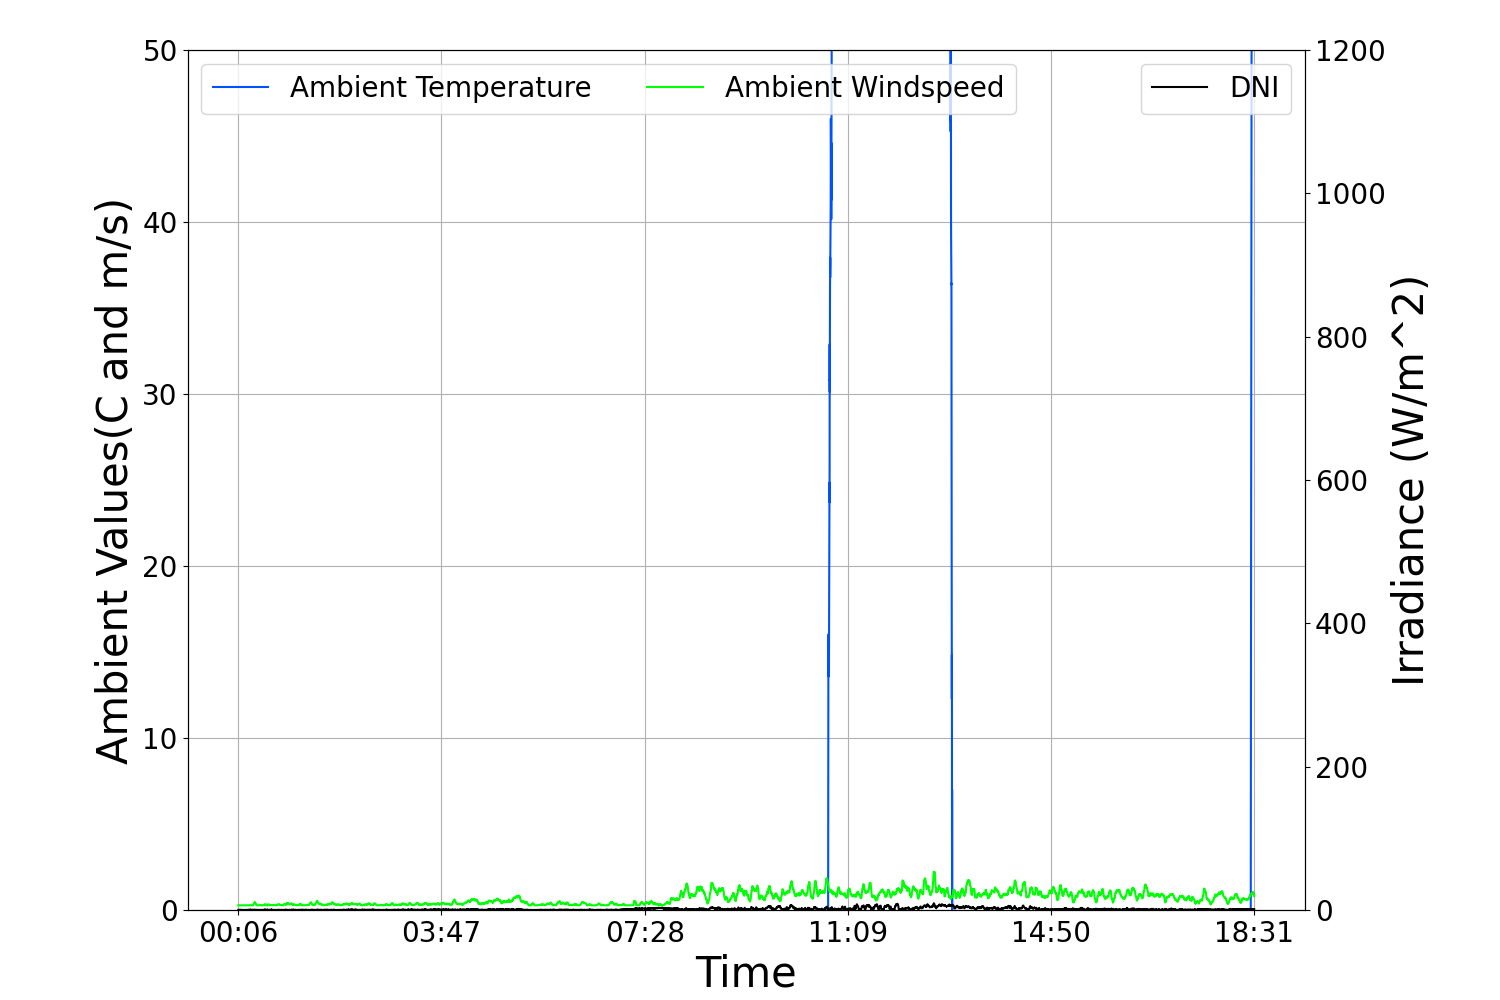 Ambient Temperature
Ambient Windspeed
DNI
50
40
30
20
10
0
1200
1000
800
600
400
200
0
Ambient Values(C and m/s)
Irradiance (W/m^2)
00:06 03:47 07:28 11:09 14:50 18:31
Time